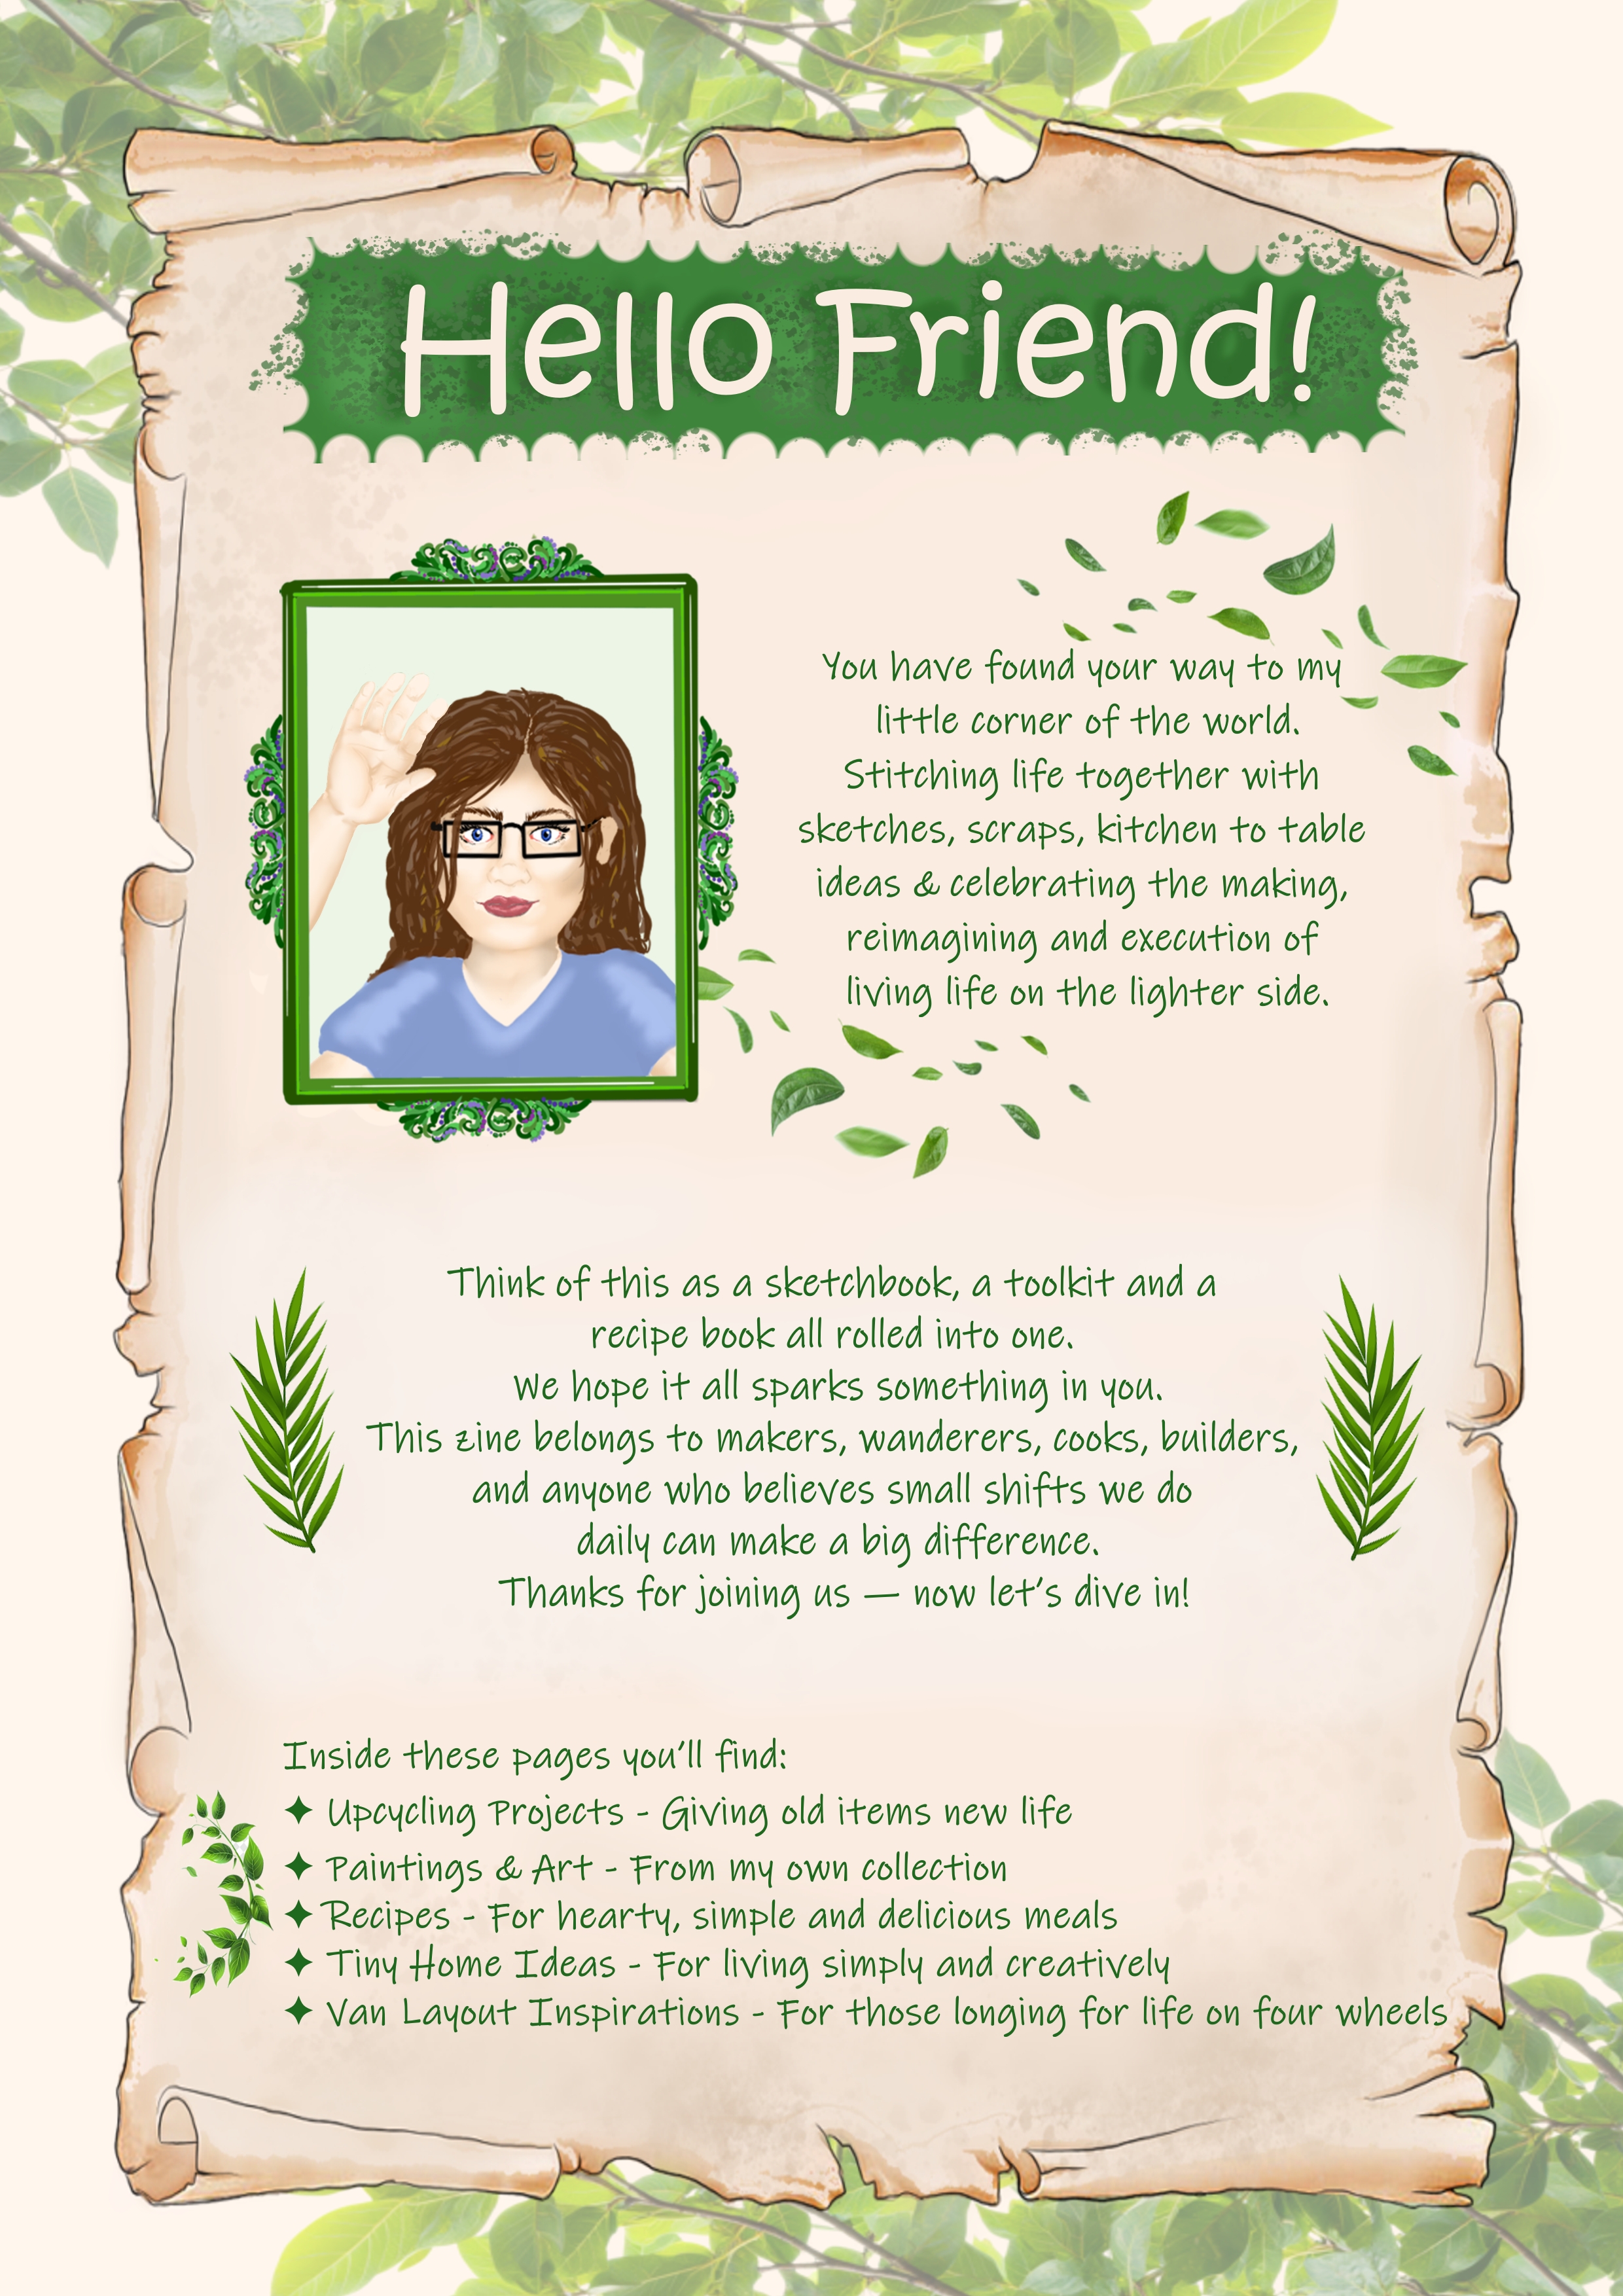 Hello Friend!
You have found your way to my
little corner of the world.
Stitching life together with
sketches, scraps, kitchen to table
ideas & celebrating the making,
reimagining and execution of
living life on the lighter side.
Think of this as a sketchbook, a toolkit and a
recipe book all rolled into one.
We hope it all sparks something in you.
This zine belongs to makers, wanderers, cooks, builders,
and anyone who believes small shifts we do
daily can make a big difference.
Thanks for joining us — now let's dive in!
Inside these pages you'll find:
✦ Upcycling Projects - Giving old items new life
✦ Paintings & Art - From my own collection
✦ Recipes - For hearty, simple and delicious meals
✦ Tiny Home Ideas - For living simply and creatively
✦ Van Layout Inspirations - For those longing for life on four wheels